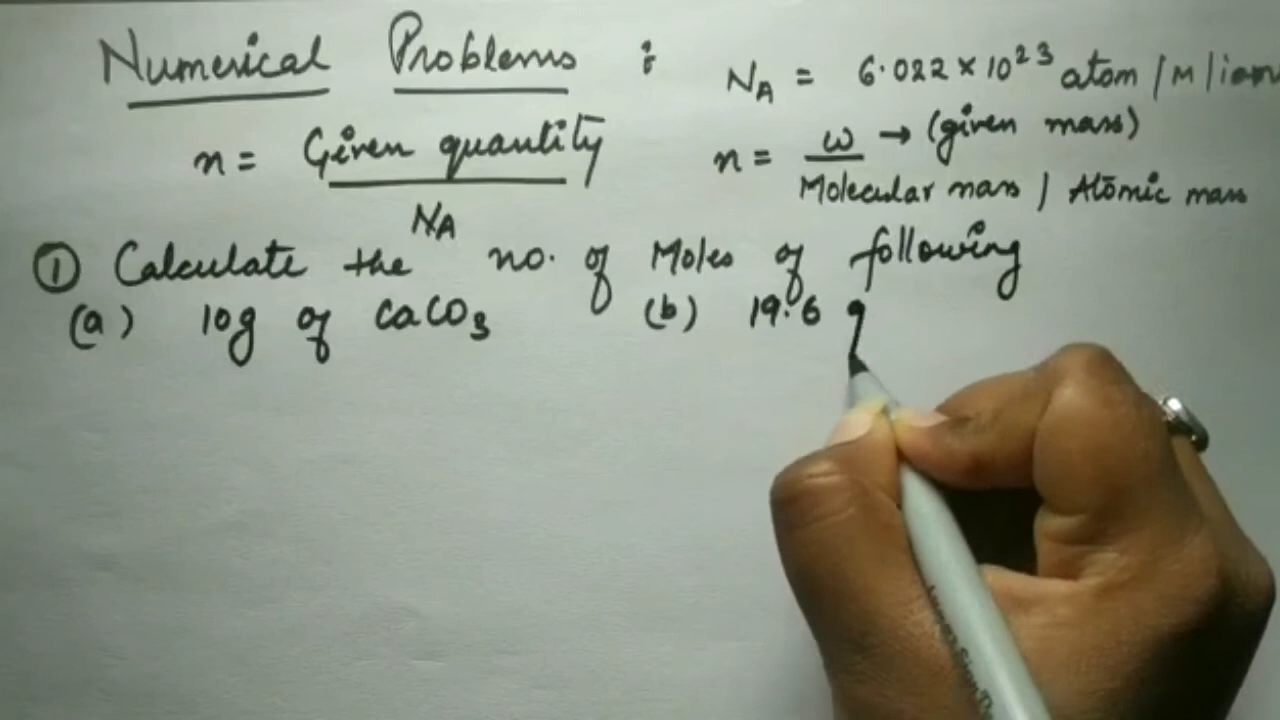 Numerical Problems :
n = Given quantity / NA
NA = 6.022 × 10²³ atom / M / ion
n = w → (given mass)
Molecular mass / Atomic mass
① Calculate the no. of Moles of following
(a) 10g of CaCO₃ (b) 19.6 g